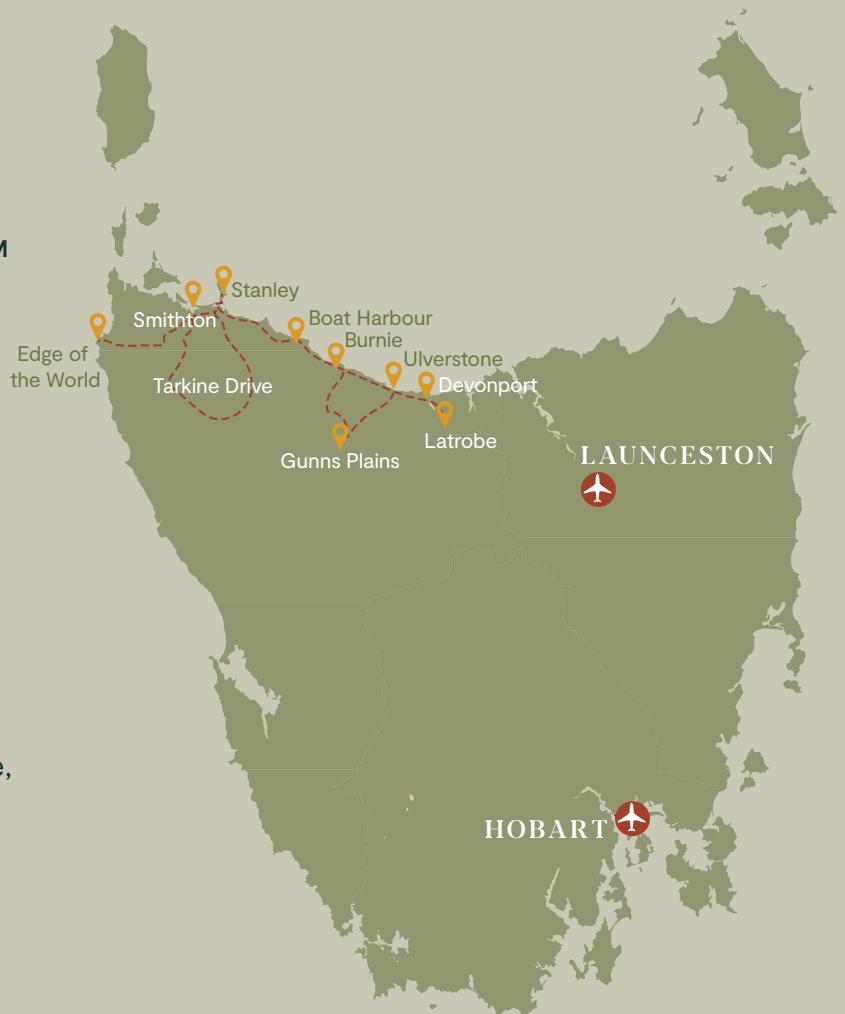 M
Stanley
Smithton
Boat Harbour
Burnie
Edge of
the World
Ulverstone
Tarkine Drive
Devonport
Latrobe
Gunns Plains
LAUNCESTON
e,
HOBART